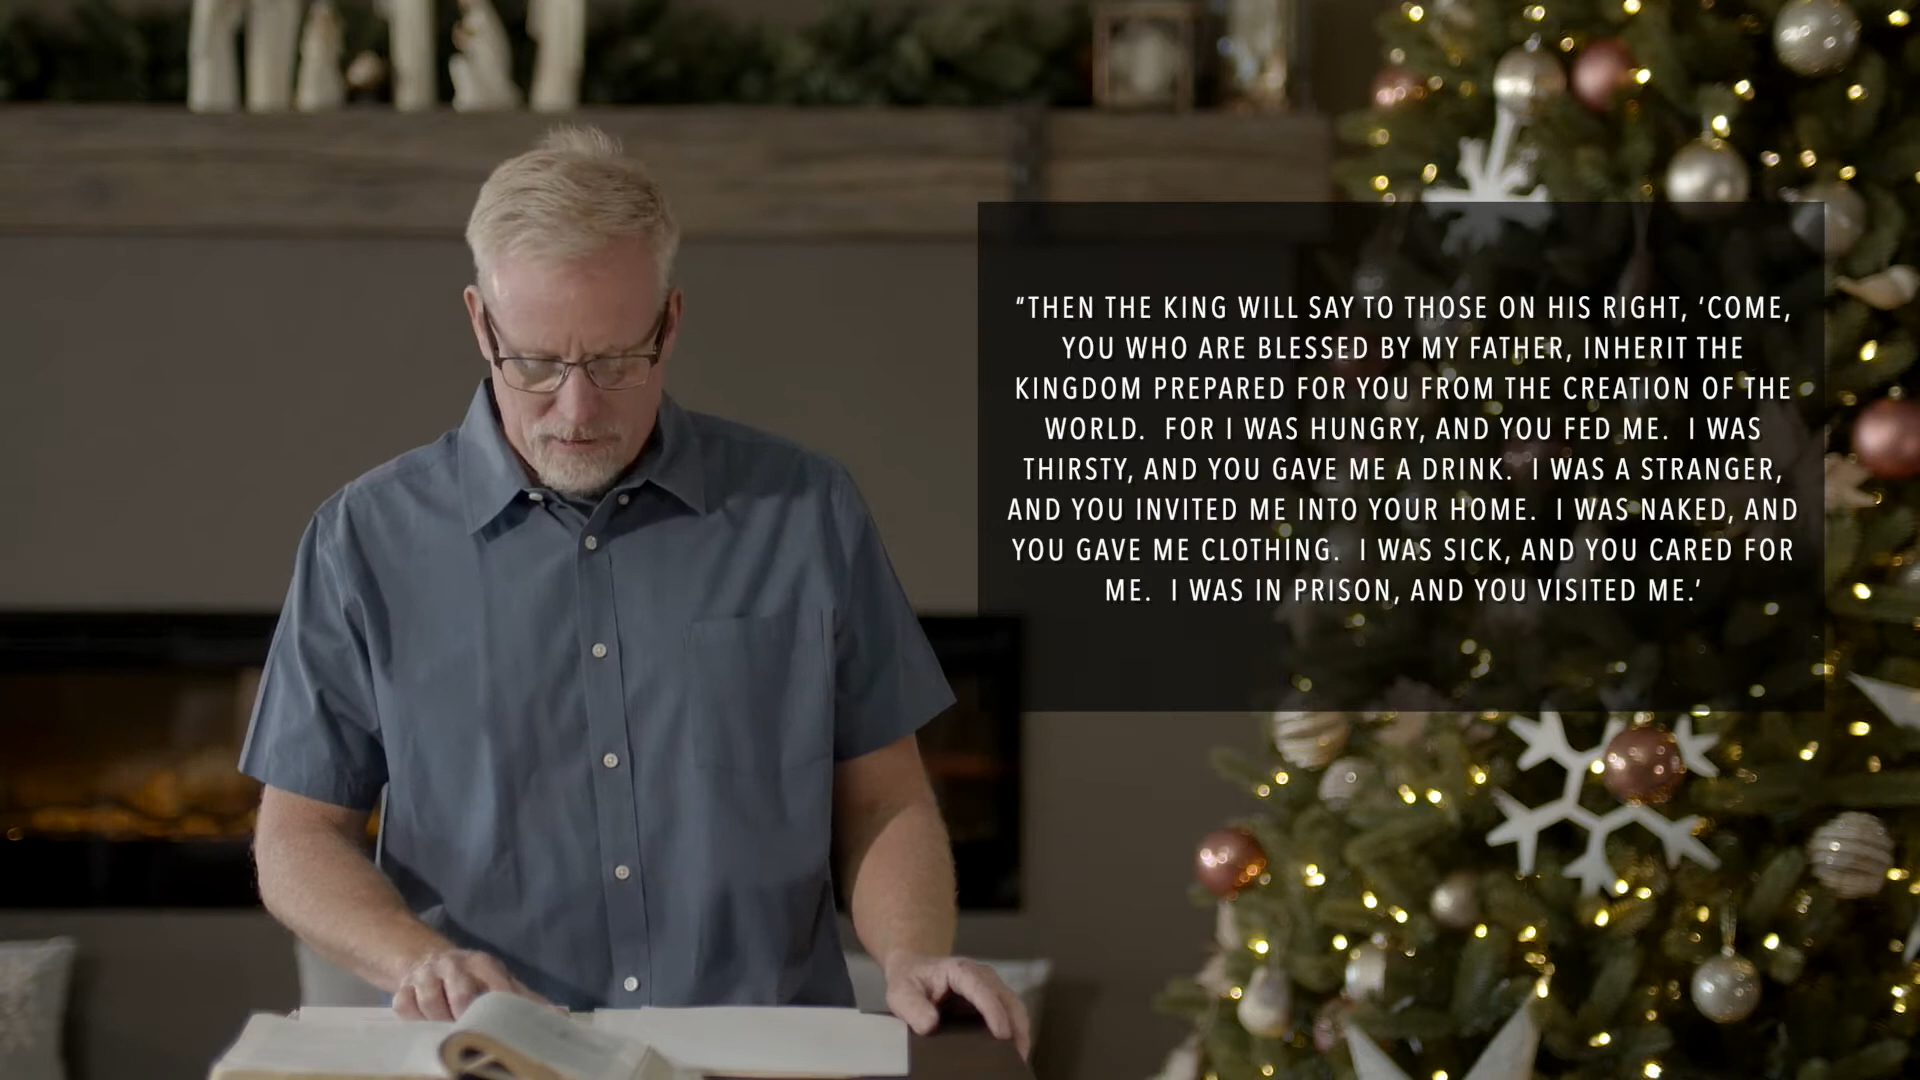 “THEN THE KING WILL SAY TO THOSE ON HIS RIGHT, ‘COME,
YOU WHO ARE BLESSED BY MY FATHER, INHERIT THE
KINGDOM PREPARED FOR YOU FROM THE CREATION OF THE
WORLD.  FOR I WAS HUNGRY, AND YOU FED ME.  I WAS
THIRSTY, AND YOU GAVE ME A DRINK.  I WAS A STRANGER,
AND YOU INVITED ME INTO YOUR HOME.  I WAS NAKED, AND
YOU GAVE ME CLOTHING.  I WAS SICK, AND YOU CARED FOR
ME.  I WAS IN PRISON, AND YOU VISITED ME.’